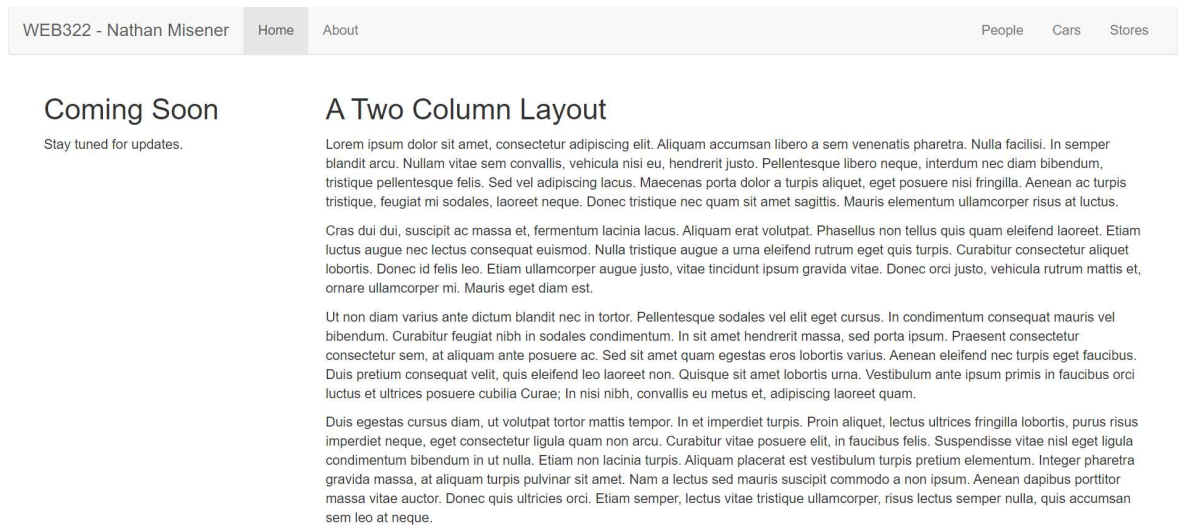 WEB322 - Nathan Misener Home About People Cars Stores
Coming Soon
Stay tuned for updates.
A Two Column Layout
Lorem ipsum dolor sit amet, consectetur adipiscing elit. Aliquam accumsan libero a sem venenatis pharetra. Nulla facilisi. In semper
blandit arcu. Nullam vitae sem convallis, vehicula nisi eu, hendrerit justo. Pellentesque libero neque, interdum nec diam bibendum,
tristique pellentesque felis. Sed vel adipiscing lacus. Maecenas porta dolor a turpis aliquet, eget posuere nisi fringilla. Aenean ac turpis
tristique, feugiat mi sodales, laoreet neque. Donec tristique nec quam sit amet sagittis. Mauris elementum ullamcorper risus at luctus.
Cras dui dui, suscipit ac massa et, fermentum lacinia lacus. Aliquam erat volutpat. Phasellus non tellus quis quam eleifend laoreet. Etiam
luctus augue nec lectus consequat euismod. Nulla tristique augue a urna eleifend rutrum eget quis turpis. Curabitur consectetur aliquet
lobortis. Donec id felis leo. Etiam ullamcorper augue justo, vitae tincidunt ipsum gravida vitae. Donec orci justo, vehicula rutrum mattis et,
ornare ullamcorper mi. Mauris eget diam est.
Ut non diam varius ante dictum blandit nec in tortor. Pellentesque sodales vel elit eget cursus. In condimentum consequat mauris vel
bibendum. Curabitur feugiat nibh in sodales condimentum. In sit amet hendrerit massa, sed porta ipsum. Praesent consectetur
consectetur sem, at aliquam ante posuere ac. Sed sit amet quam egestas eros lobortis varius. Aenean eleifend nec turpis eget faucibus.
Duis pretium consequat velit, quis eleifend leo laoreet non. Quisque sit amet lobortis urna. Vestibulum ante ipsum primis in faucibus orci
luctus et ultrices posuere cubilia Curae; In nisi nibh, convallis eu metus et, adipiscing laoreet quam.
Duis egestas cursus diam, ut volutpat tortor mattis tempor. In et imperdiet turpis. Proin aliquet, lectus ultrices fringilla lobortis, purus risus
imperdiet neque, eget consectetur ligula quam non arcu. Curabitur vitae posuere elit, in faucibus felis. Suspendisse vitae nisl eget ligula
condimentum bibendum in ut nulla. Etiam non lacinia turpis. Aliquam placerat est vestibulum turpis pretium elementum. Integer pharetra
gravida massa, at aliquam turpis pulvinar sit amet. Nam a lectus sed mauris suscipit commodo a non ipsum. Aenean dapibus porttitor
massa vitae auctor. Donec quis ultricies orci. Etiam semper, lectus vitae tristique ullamcorper, risus lectus semper nulla, quis accumsan
sem leo at neque.